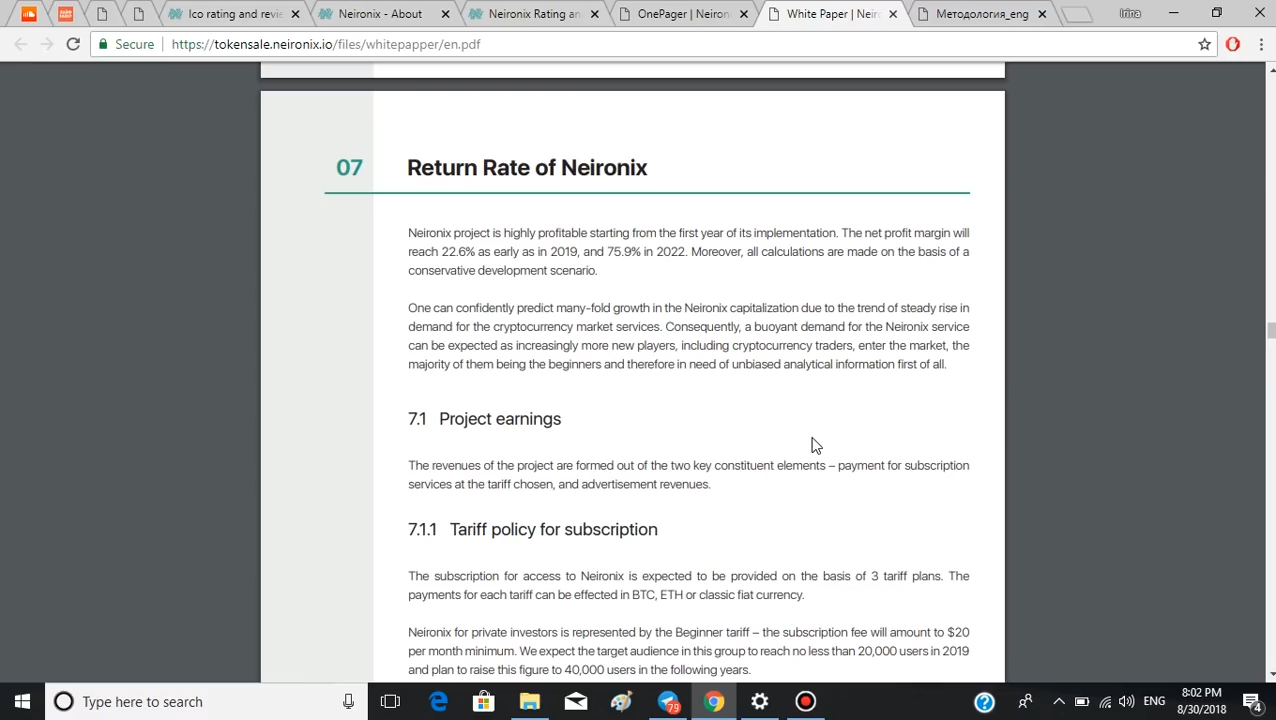 Ico rating and revie
Neironix - About
Neironix Rating an
OnePager | Neiron
White Paper | Neir
Методология_eng
Irina
Secure
https://tokensale.neironix.io/files/whitepapper/en.pdf
07 Return Rate of Neironix
Neironix project is highly profitable starting from the first year of its implementation. The net profit margin will
reach 22.6% as early as in 2019, and 75.9% in 2022. Moreover, all calculations are made on the basis of a
conservative development scenario.
One can confidently predict many-fold growth in the Neironix capitalization due to the trend of steady rise in
demand for the cryptocurrency market services. Consequently, a buoyant demand for the Neironix service
can be expected as increasingly more new players, including cryptocurrency traders, enter the market, the
majority of them being the beginners and therefore in need of unbiased analytical information first of all.
7.1 Project earnings
The revenues of the project are formed out of the two key constituent elements – payment for subscription
services at the tariff chosen, and advertisement revenues.
7.1.1 Tariff policy for subscription
The subscription for access to Neironix is expected to be provided on the basis of 3 tariff plans. The
payments for each tariff can be effected in BTC, ETH or classic fiat currency.
Neironix for private investors is represented by the Beginner tariff – the subscription fee will amount to $20
per month minimum. We expect the target audience in this group to reach no less than 20,000 users in 2019
and plan to raise this figure to 40,000 users in the following years.
Type here to search
79
ENG
8:02 PM
8/30/2018
4